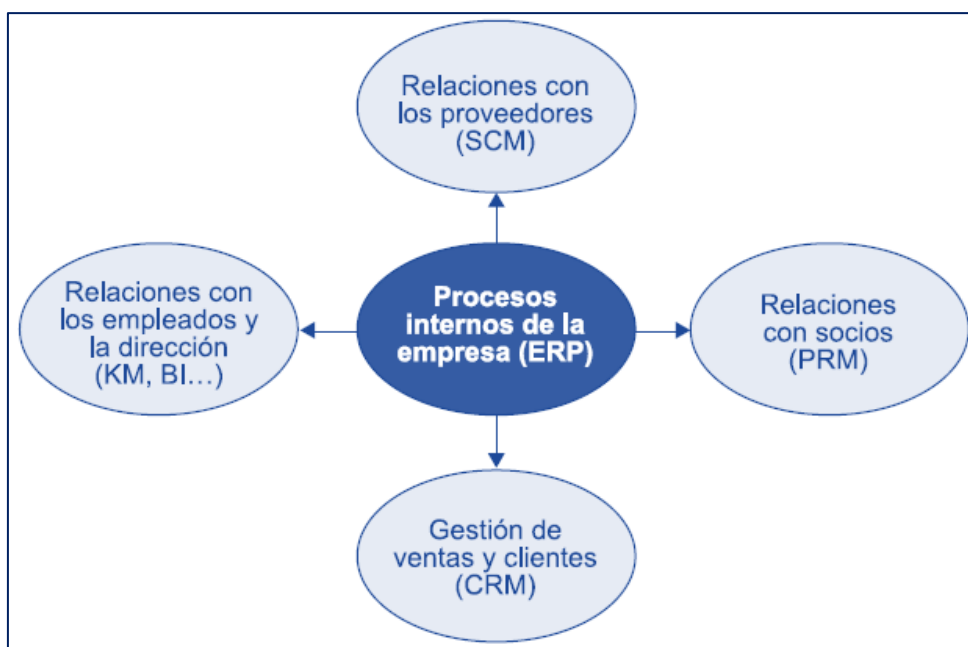 Relaciones con
los proveedores
(SCM)
Relaciones con
los empleados y
la dirección
(KM, BI...)
Procesos
internos de la
empresa (ERP)
Relaciones
con socios
(PRM)
Gestión de
ventas y clientes
(CRM)